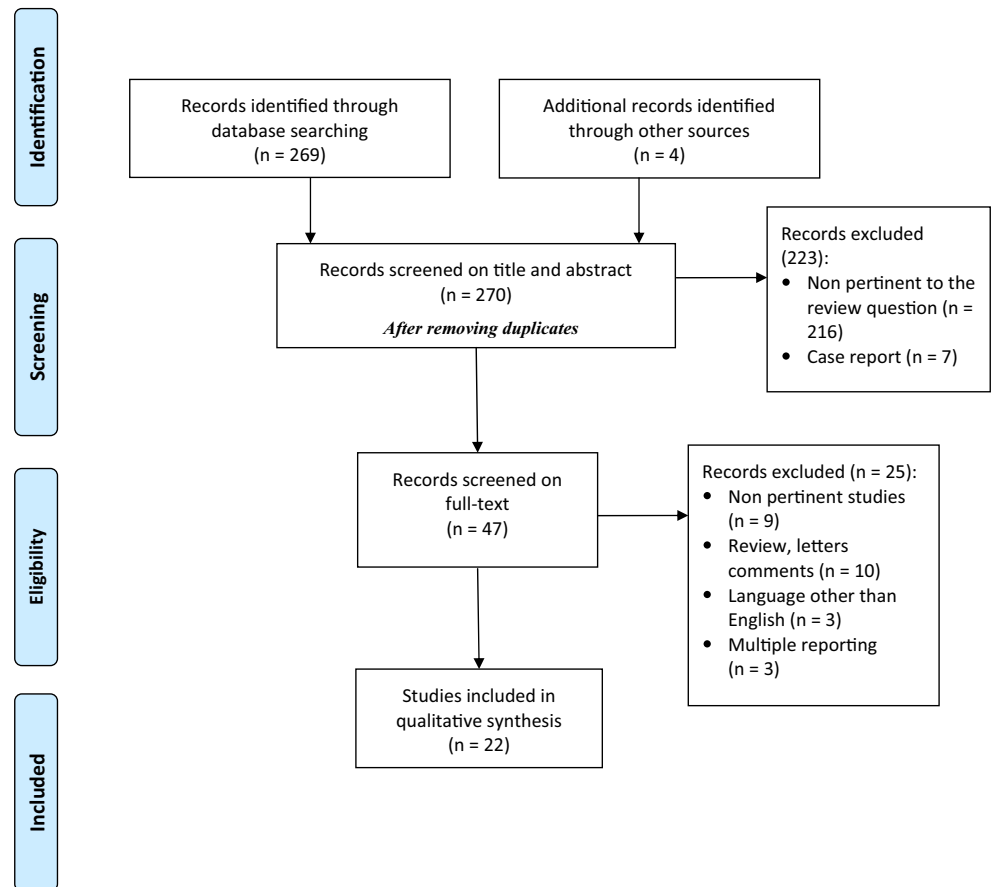 Identification
Records identified through
database searching
(n = 269)
Additional records identified
through other sources
(n = 4)
Screening
Records screened on title and abstract
(n = 270)
After removing duplicates
Records excluded
(223):
• Non pertinent to the
review question (n =
216)
• Case report (n = 7)
Eligibility
Records screened on
full-text
(n = 47)
Records excluded (n = 25):
• Non pertinent studies
(n = 9)
• Review, letters
comments (n = 10)
• Language other than
English (n = 3)
• Multiple reporting
(n = 3)
Included
Studies included in
qualitative synthesis
(n = 22)